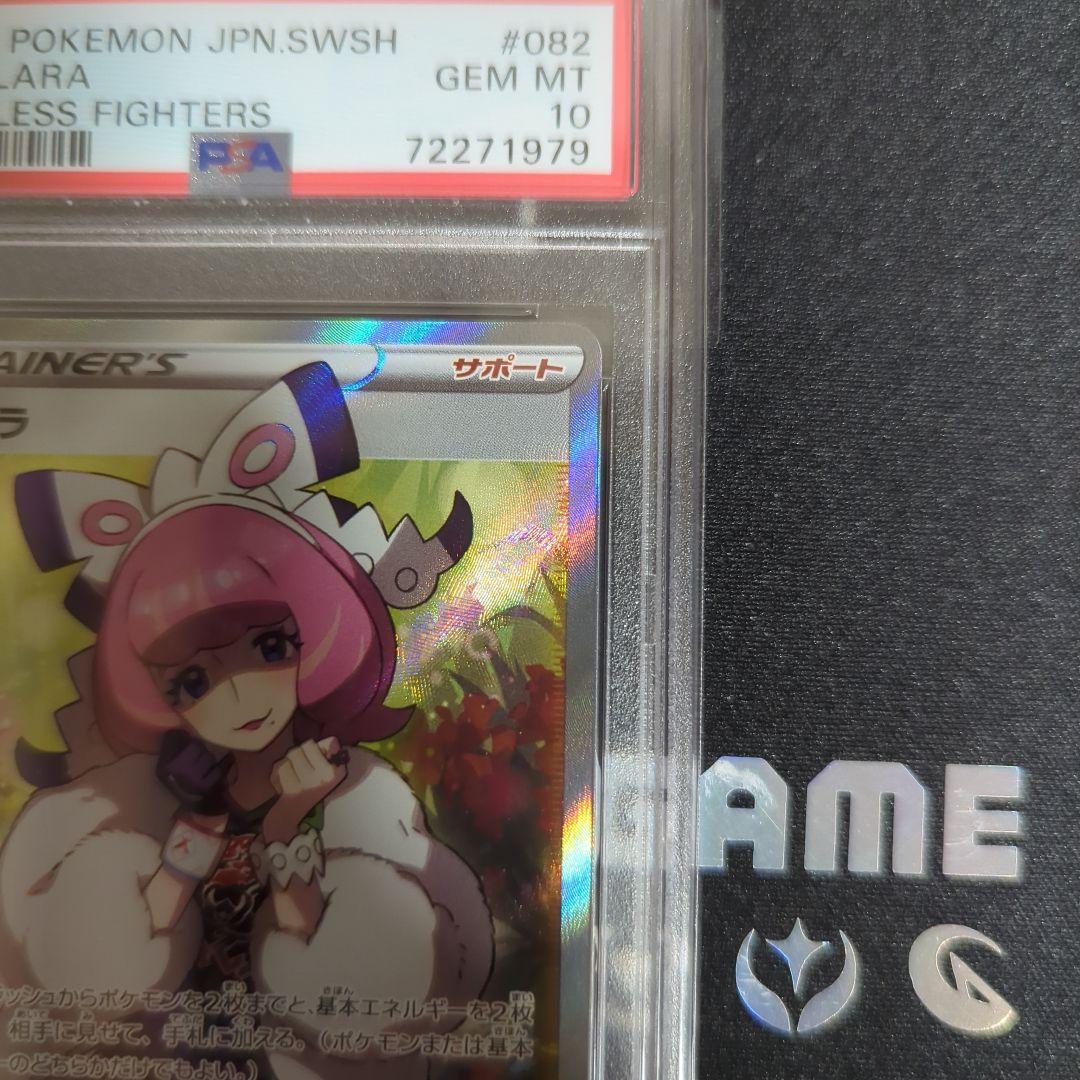 POKEMON JPN.SWSH #082
LARA GEM MT
LESS FIGHTERS 10
PSA 72271979
AINER'S サポート
ラ
ッシュからポケモンを2枚までと、基本エネルギーを2枚
相手に見せて、手札に加える。(ポケモンまたは基本
ーのどちらかだけでもよい。)
AME